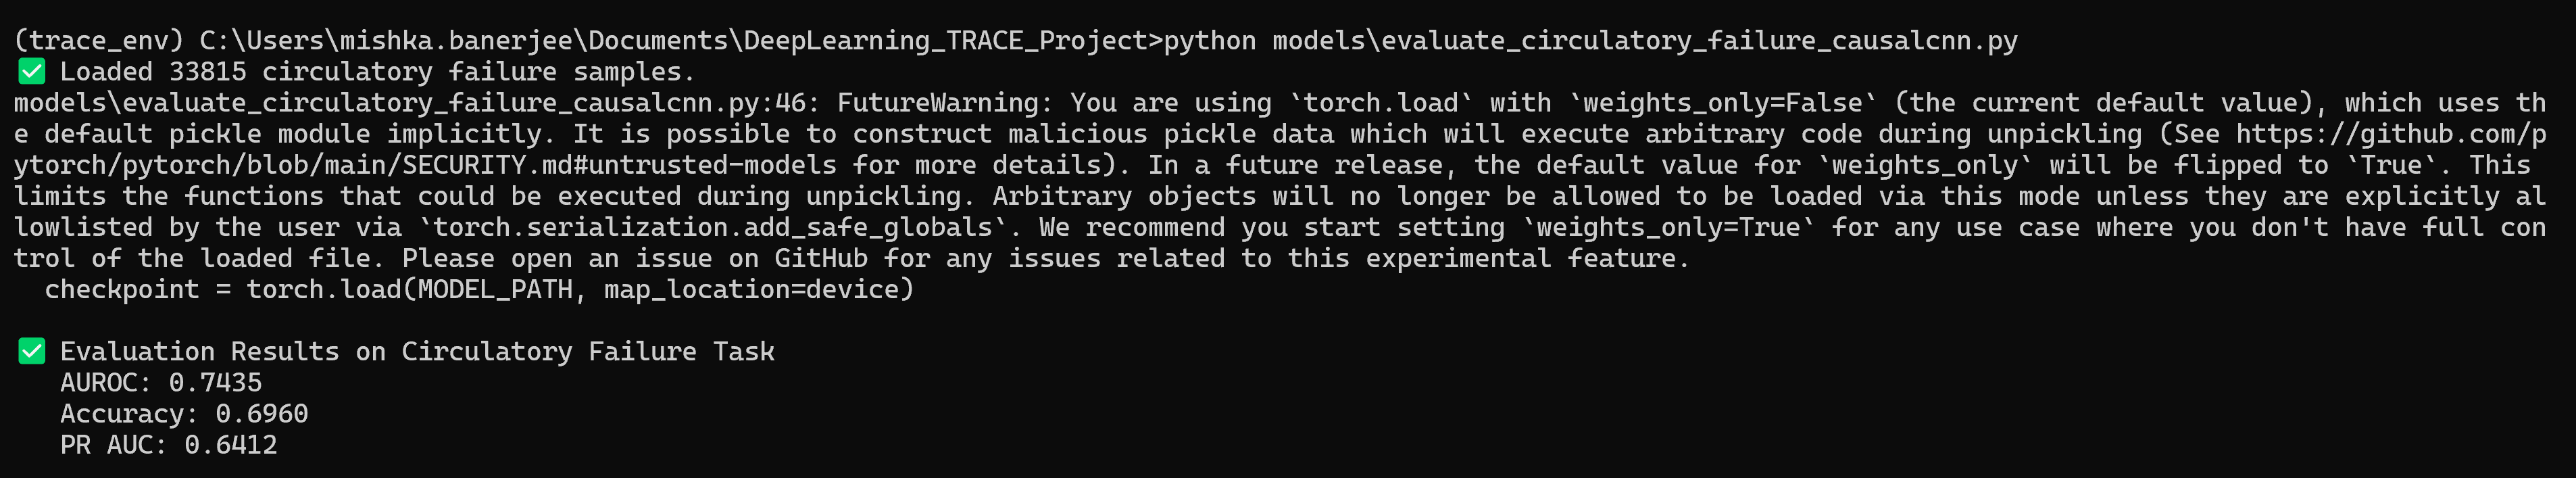 (trace_env) C:\Users\mishka.banerjee\Documents\DeepLearning_TRACE_Project>python models\evaluate_circulatory_failure_causalcnn.py
✅ Loaded 33815 circulatory failure samples.
models\evaluate_circulatory_failure_causalcnn.py:46: FutureWarning: You are using `torch.load` with `weights_only=False` (the current default value), which uses th
e default pickle module implicitly. It is possible to construct malicious pickle data which will execute arbitrary code during unpickling (See https://github.com/p
ytorch/pytorch/blob/main/SECURITY.md#untrusted-models for more details). In a future release, the default value for `weights_only` will be flipped to `True`. This
limits the functions that could be executed during unpickling. Arbitrary objects will no longer be allowed to be loaded via this mode unless they are explicitly al
lowlisted by the user via `torch.serialization.add_safe_globals`. We recommend you start setting `weights_only=True` for any use case where you don't have full con
trol of the loaded file. Please open an issue on GitHub for any issues related to this experimental feature.
  checkpoint = torch.load(MODEL_PATH, map_location=device)
✅ Evaluation Results on Circulatory Failure Task
   AUROC: 0.7435
   Accuracy: 0.6960
   PR AUC: 0.6412